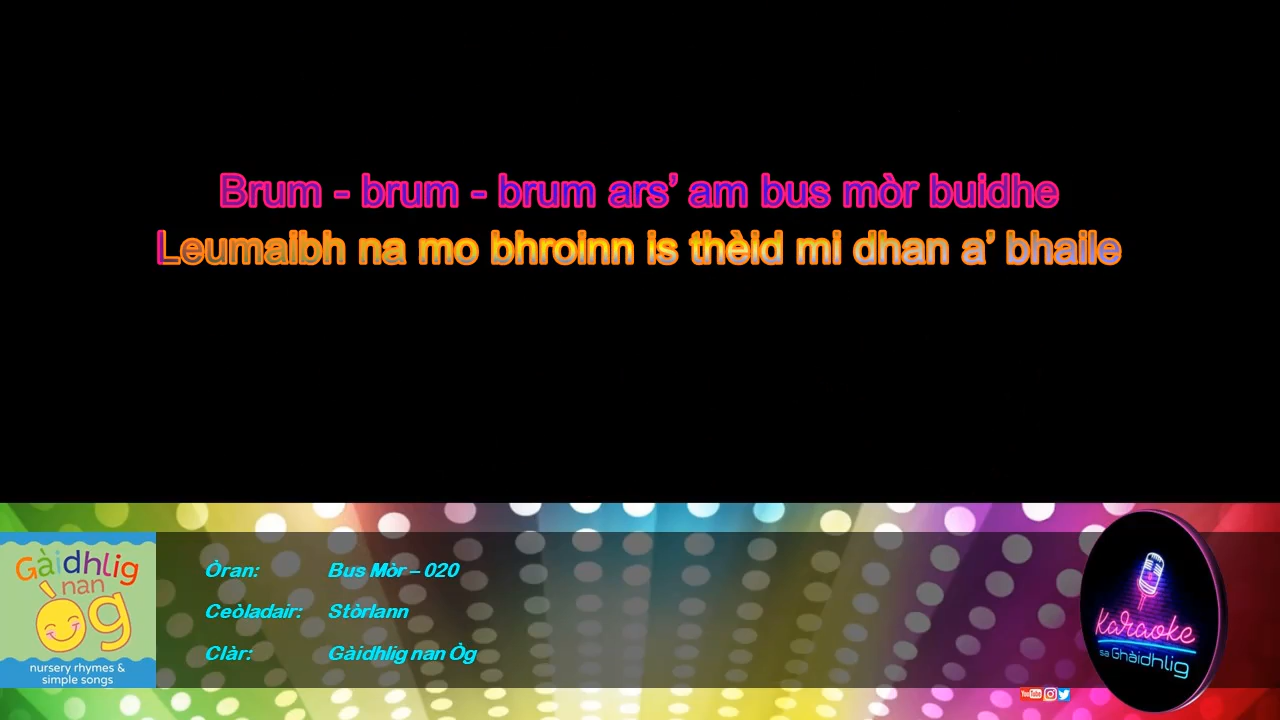 Brum - brum - brum ars’ am bus mòr buidhe
Leumaibh na mo bhroinn is thèid mi dhan a’ bhaile
Gàidhlig
nan
Òg
nursery rhymes &
simple songs
Òran: Bus Mòr – 020
Ceòladair: Stòrlann
Clàr: Gàidhlig nan Òg
Karaoke
sa Ghàidhlig
YouTube